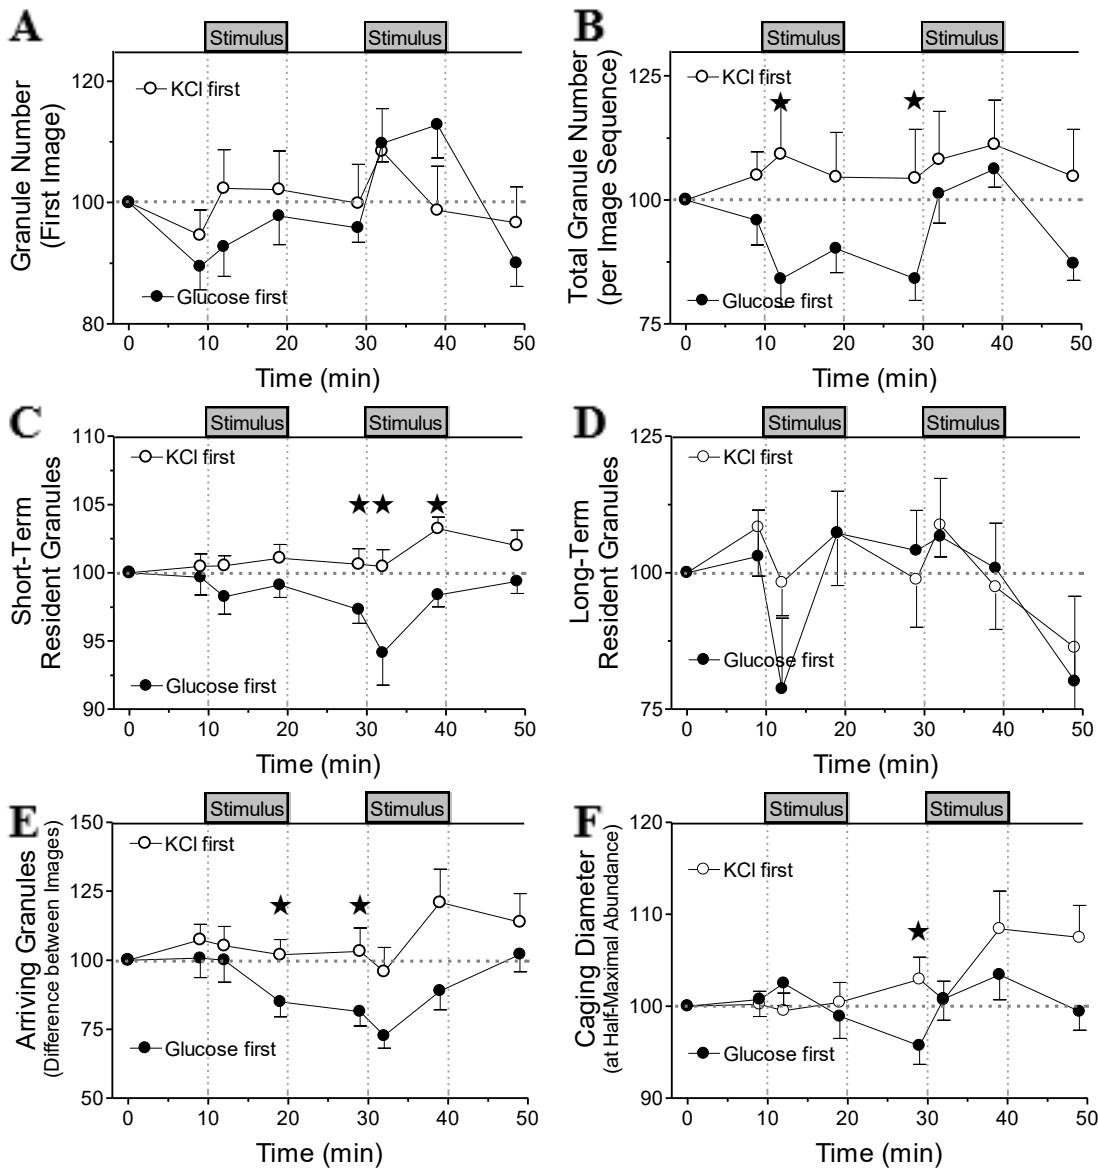 A
Stimulus
Stimulus
Granule Number
(First Image)
120
100
80
KCl first
Glucose first
0
10
20
30
40
50
Time (min)
B
Stimulus
Stimulus
Total Granule Number
(per Image Sequence)
125
100
75
KCl first
Glucose first
0
10
20
30
40
50
Time (min)
C
Stimulus
Stimulus
Short-Term
Resident Granules
110
105
100
95
90
KCl first
Glucose first
0
10
20
30
40
50
Time (min)
D
Stimulus
Stimulus
Long-Term
Resident Granules
125
100
75
KCl first
Glucose first
0
10
20
30
40
50
Time (min)
E
Stimulus
Stimulus
Arriving Granules
(Difference between Images)
150
125
100
75
50
KCl first
Glucose first
0
10
20
30
40
50
Time (min)
F
Stimulus
Stimulus
Caging Diameter
(at Half-Maximal Abundance)
120
110
100
90
KCl first
Glucose first
0
10
20
30
40
50
Time (min)